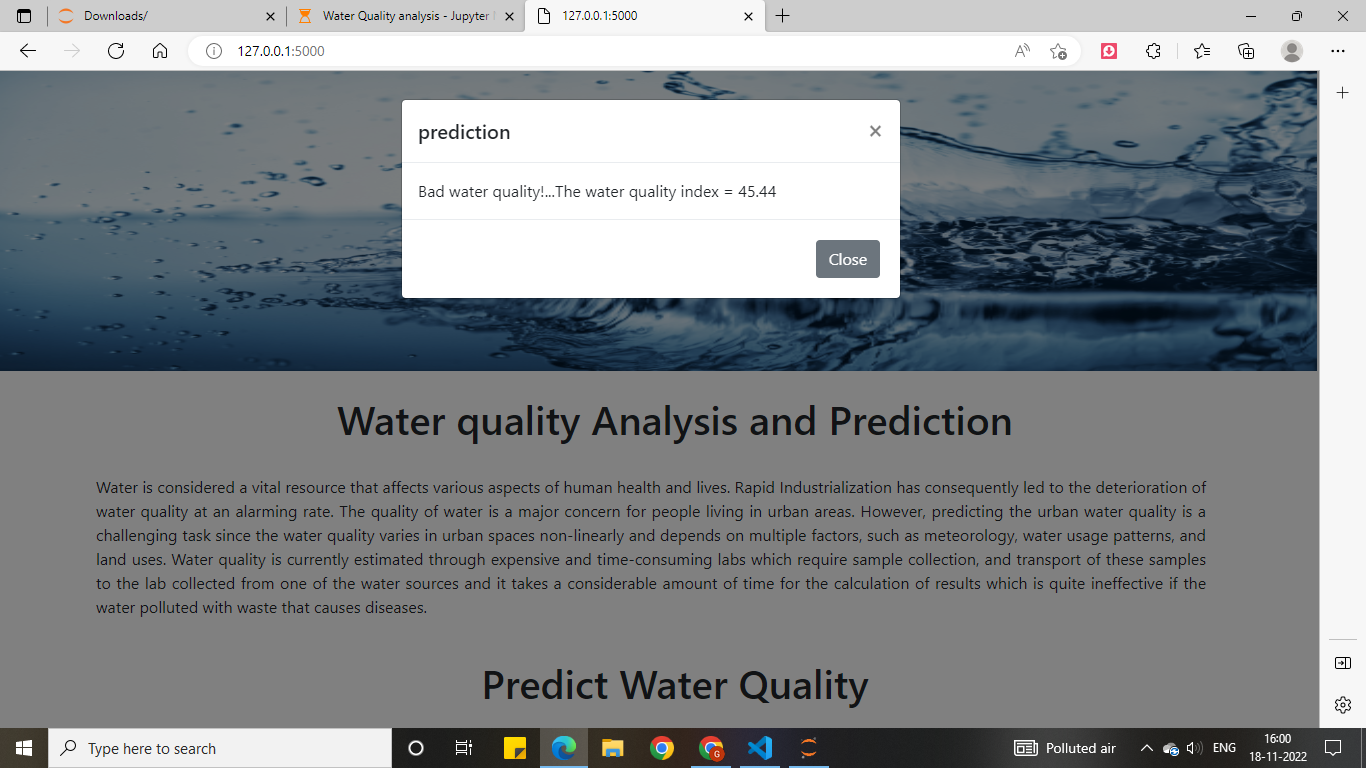 Downloads/
Water Quality analysis - Jupyter
127.0.0.1:5000
127.0.0.1:5000
prediction
×
Bad water quality!...The water quality index = 45.44
Close
Water quality Analysis and Prediction
Water is considered a vital resource that affects various aspects of human health and lives. Rapid Industrialization has consequently led to the deterioration of
water quality at an alarming rate. The quality of water is a major concern for people living in urban areas. However, predicting the urban water quality is a
challenging task since the water quality varies in urban spaces non-linearly and depends on multiple factors, such as meteorology, water usage patterns, and
land uses. Water quality is currently estimated through expensive and time-consuming labs which require sample collection, and transport of these samples
to the lab collected from one of the water sources and it takes a considerable amount of time for the calculation of results which is quite ineffective if the
water polluted with waste that causes diseases.
Predict Water Quality
Type here to search
Polluted air
ENG
16:00
18-11-2022